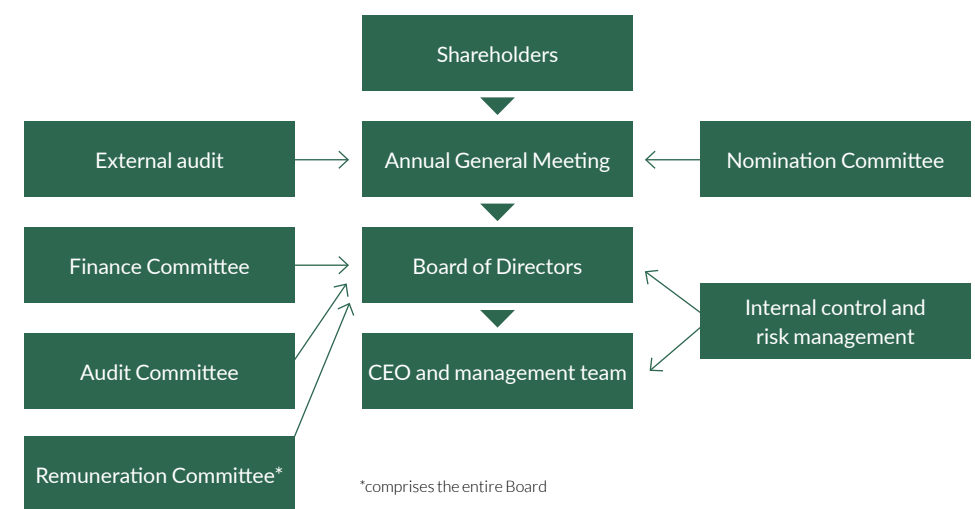 Shareholders
External audit
Annual General Meeting
Nomination Committee
Finance Committee
Board of Directors
Internal control and
risk management
Audit Committee
CEO and management team
Remuneration Committee*
*comprises the entire Board